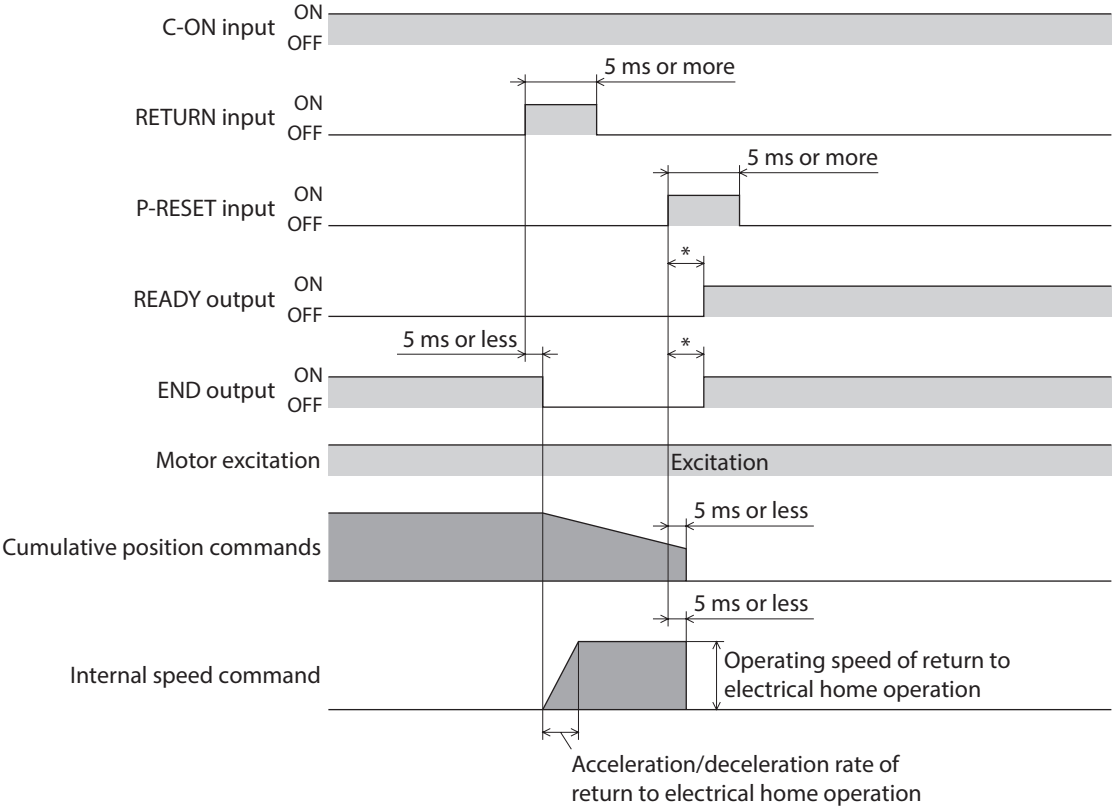 C-ON input
ON
OFF
5 ms or more
RETURN input
ON
OFF
5 ms or more
P-RESET input
ON
OFF
*
READY output
ON
OFF
5 ms or less
*
END output
ON
OFF
Motor excitation
Excitation
5 ms or less
Cumulative position commands
5 ms or less
Internal speed command
Operating speed of return to
electrical home operation
Acceleration/deceleration rate of
return to electrical home operation